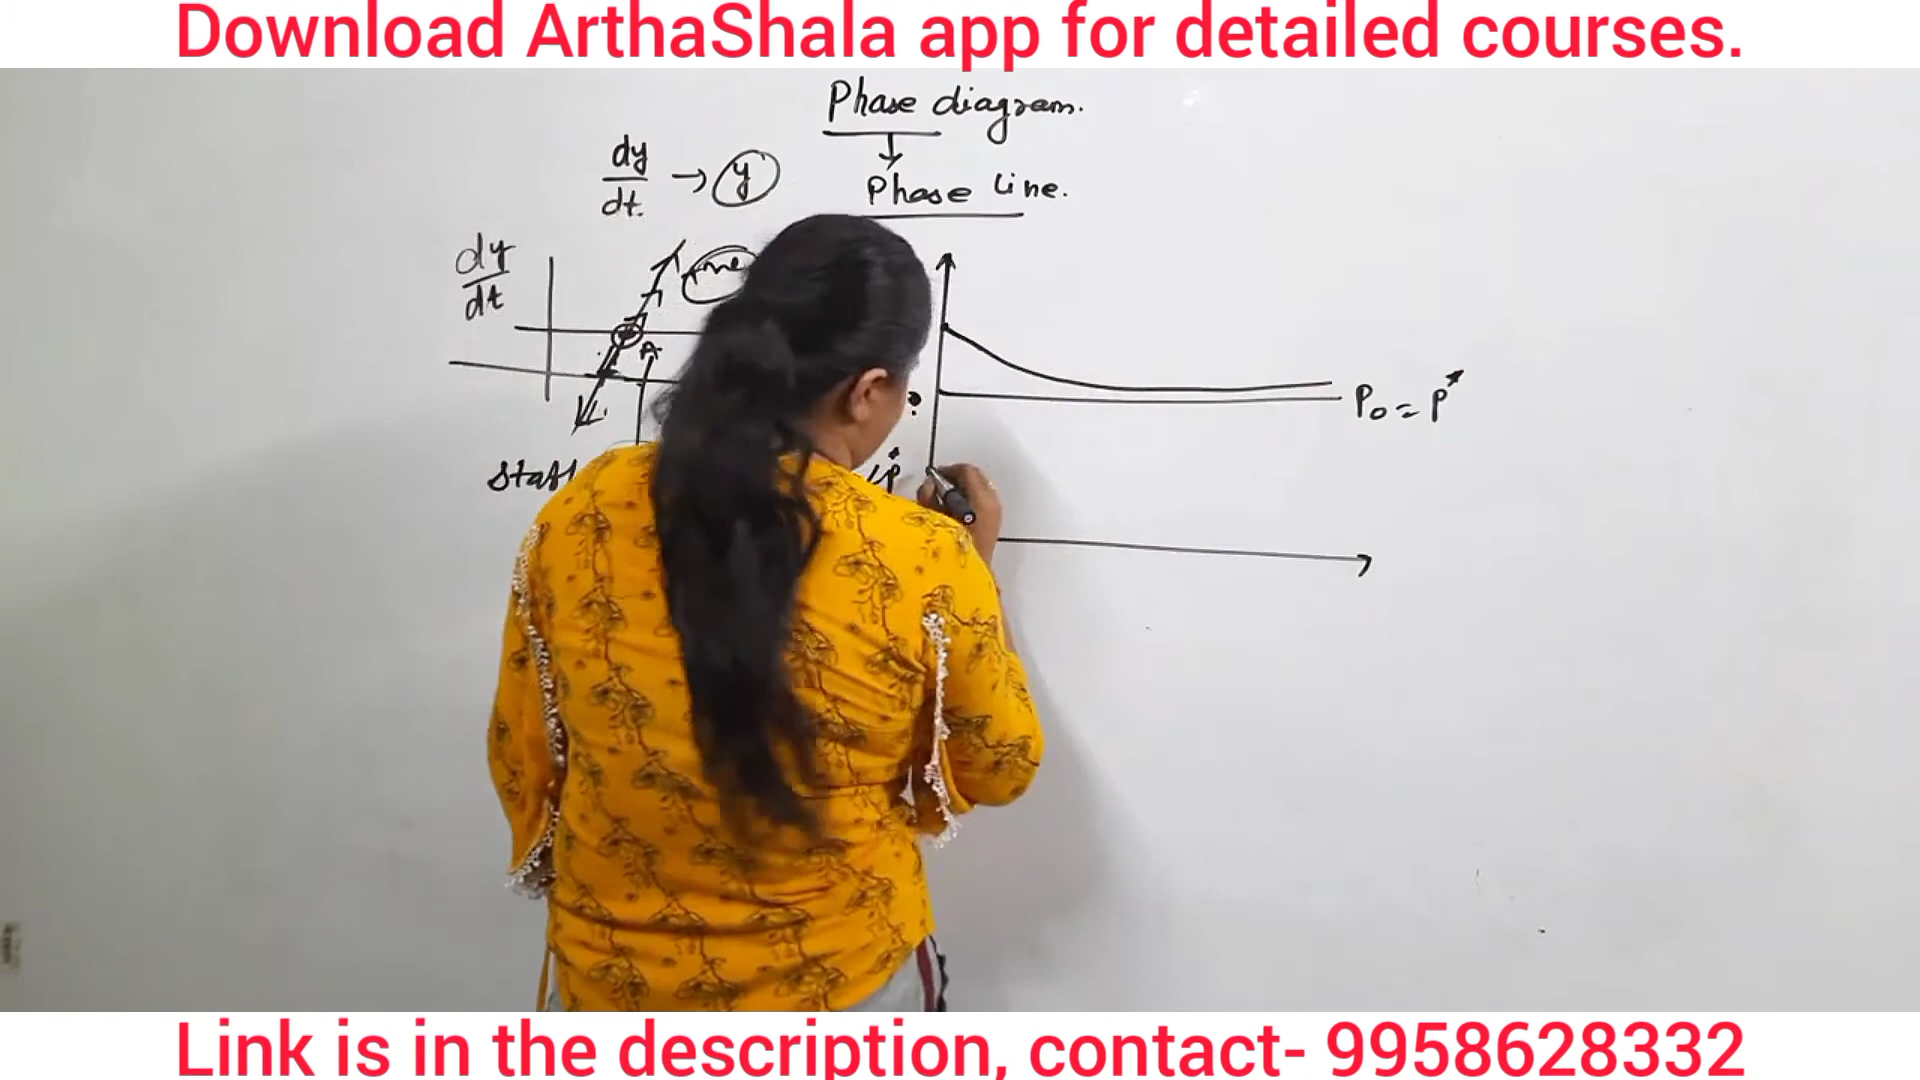 Download ArthaShala app for detailed courses.
Phase diagram.
dy
dt. → y
Phase line.
dy
dt
A
P₀ = P*
Link is in the description, contact- 9958628332